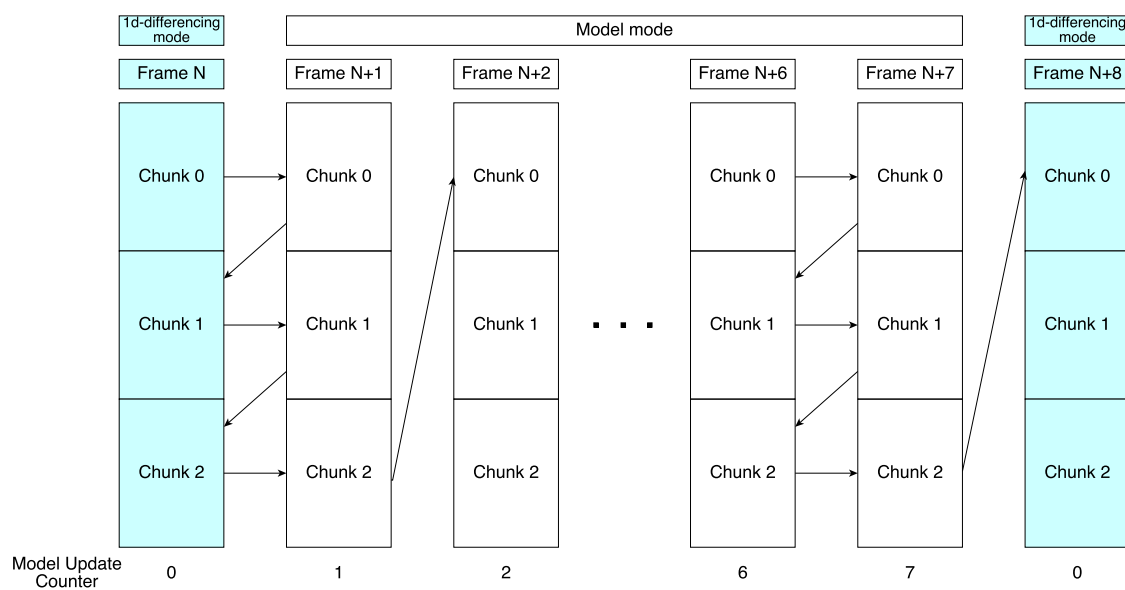 1d-differencing
mode
Model mode
1d-differencing
mode
Frame N
Frame N+1
Frame N+2
Frame N+6
Frame N+7
Frame N+8
Chunk 0
Chunk 0
Chunk 0
Chunk 0
Chunk 0
Chunk 0
Chunk 1
Chunk 1
Chunk 1
. . .
Chunk 1
Chunk 1
Chunk 1
Chunk 2
Chunk 2
Chunk 2
Chunk 2
Chunk 2
Chunk 2
Model Update
Counter
0
1
2
6
7
0